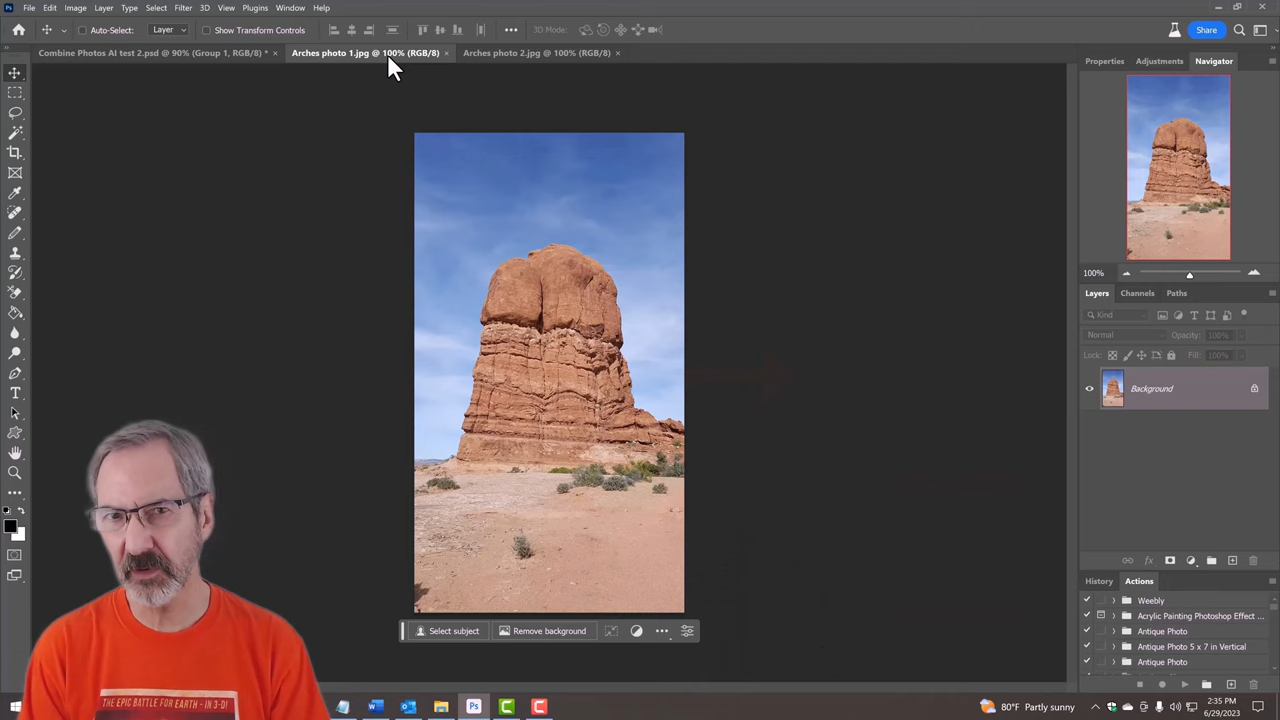 Ps File Edit Image Layer Type Select Filter 3D View Plugins Window Help
Auto-Select: Layer Show Transform Controls 3D Mode: Share
Combine Photos AI test 2.psd @ 90% (Group 1, RGB/8) * × Arches photo 1.jpg @ 100% (RGB/8) × Arches photo 2.jpg @ 100% (RGB/8) ×
Properties Adjustments Navigator
100%
Layers Channels Paths
Kind
Normal Opacity: 100%
Lock: Fill: 100%
Background
Select subject Remove background
History Actions
Weebly
Acrylic Painting Photoshop Effect ...
Antique Photo
Antique Photo 5 x 7 in Vertical
Antique Photo
THE EPIC BATTLE FOR EARTH - IN 3-D!
Ps
80°F Partly sunny
2:35 PM
6/29/2023